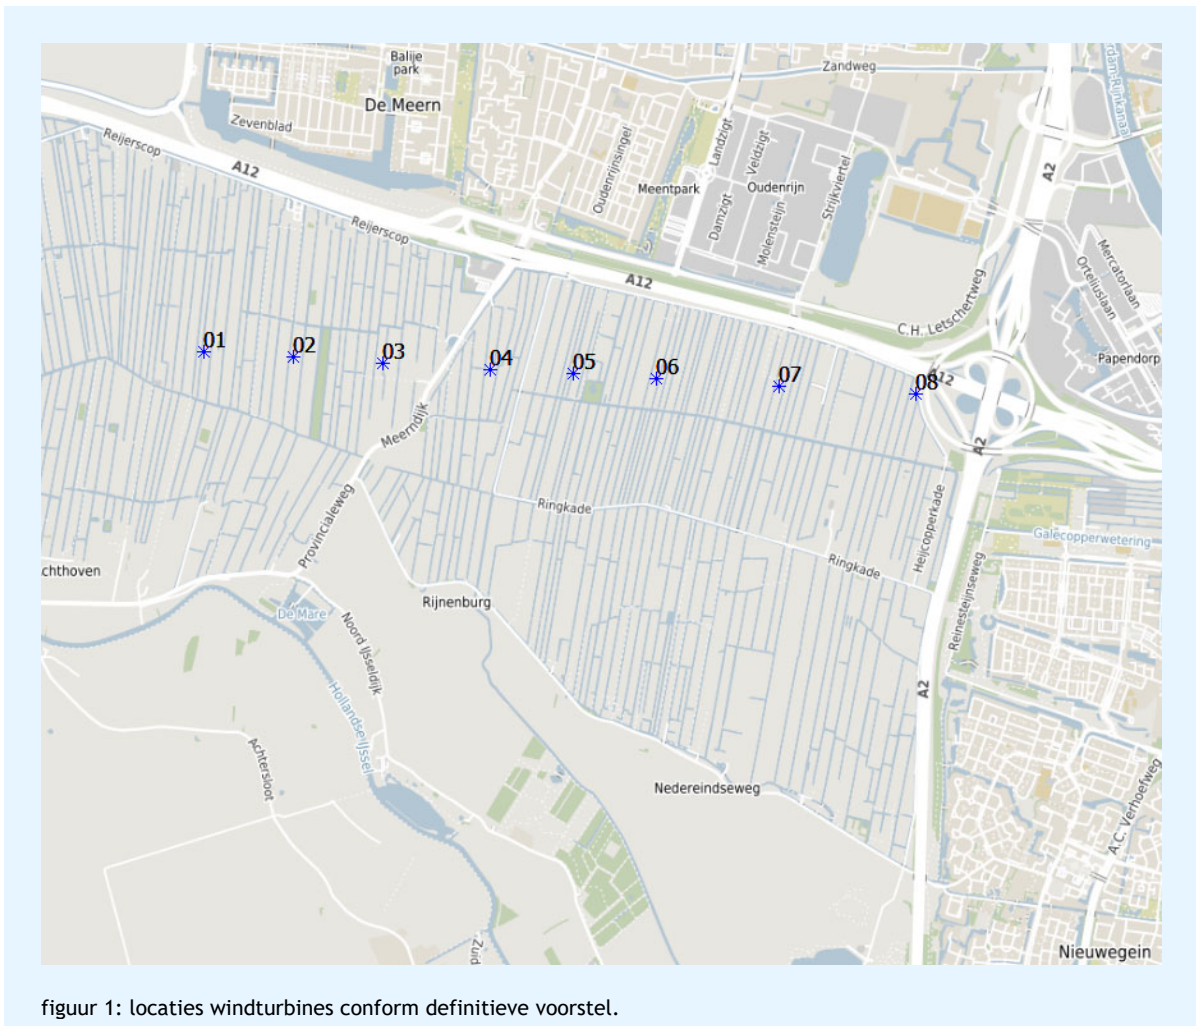 Zandweg
Balije
park
De Meern
Zevenblad
Reijerscop
A12
Oudenrijnsingel
Landzigt
Veldzigt
Meentpark
Oudenrijn
Strijkviertel
Damzigt
Molensteijn
A2
Reijerscop
A12
C.H. Letschertweg
Mercatorlaan
Orteliuslaan
Papendorp
01
02
03
04
05
06
07
08
A12
Meerndijk
A2
Provincialeweg
Ringkade
Heijcopperkade
Galecopperwetering
Ringkade
Reinesteijnseweg
chthoven
Rijnenburg
De Mare
Noord IJsseldijk
Hollandse IJssel
A2
Achtersloot
Nedereindseweg
A.C. Verhoefweg
Zuid
Nieuwegein
figuur 1: locaties windturbines conform definitieve voorstel.